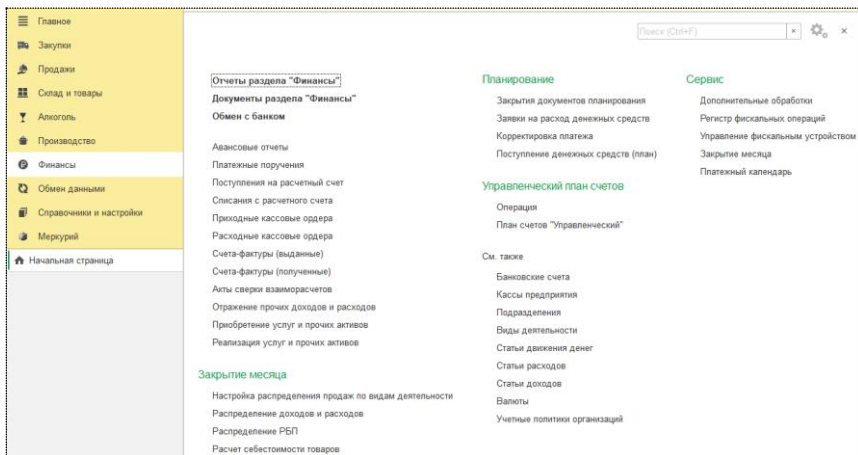 Главное
Закупки
Продажи
Склад и товары
Алкоголь
Производство
Финансы
Обмен данными
Справочники и настройки
Меркурий
Начальная страница
Поиск (Ctrl+F)
Отчеты раздела "Финансы"
Документы раздела "Финансы"
Обмен с банком
Авансовые отчеты
Платежные поручения
Поступления на расчетный счет
Списания с расчетного счета
Приходные кассовые ордера
Расходные кассовые ордера
Счета-фактуры (выданные)
Счета-фактуры (полученные)
Акты сверки взаиморасчетов
Отражение прочих доходов и расходов
Приобретение услуг и прочих активов
Реализация услуг и прочих активов
Закрытие месяца
Настройка распределения продаж по видам деятельности
Распределение доходов и расходов
Распределение РБП
Расчет себестоимости товаров
Планирование
Закрытия документов планирования
Заявки на расход денежных средств
Корректировка платежа
Поступление денежных средств (план)
Управленческий план счетов
Операция
План счетов "Управленческий"
См. также
Банковские счета
Кассы предприятия
Подразделения
Виды деятельности
Статьи движения денег
Статьи расходов
Статьи доходов
Валюты
Учетные политики организаций
Сервис
Дополнительные обработки
Регистр фискальных операций
Управление фискальным устройством
Закрытие месяца
Платежный календарь